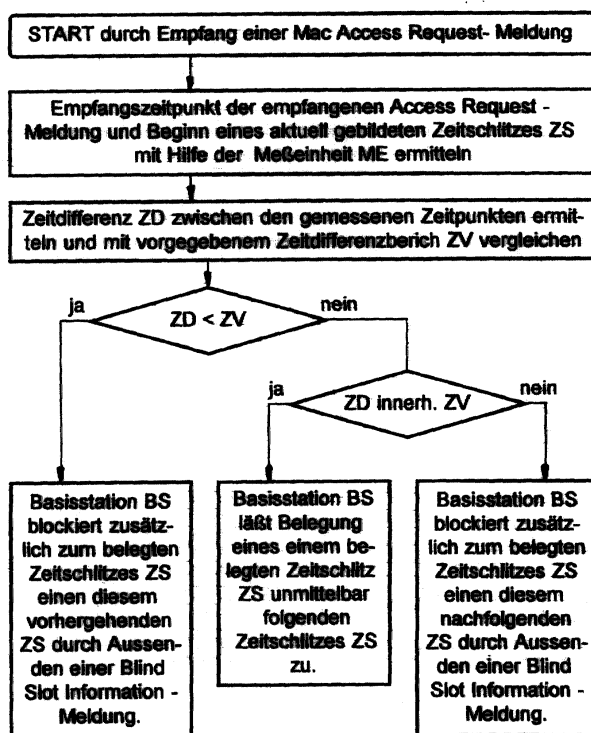 START durch Empfang einer Mac Access Request- Meldung
Empfangszeitpunkt der empfangenen Access Request -
Meldung und Beginn eines aktuell gebildeten Zeitschlitzes ZS
mit Hilfe der Meßeinheit ME ermitteln
Zeitdifferenz ZD zwischen den gemessenen Zeitpunkten ermit-
teln und mit vorgegebenem Zeitdifferenzberich ZV vergleichen
ja
nein
ZD < ZV
ja
nein
ZD innerh. ZV
Basisstation BS
blockiert zusätz-
lich zum belegten
Zeitschlitzes ZS
einen diesem
vorhergehenden
ZS durch Aussen-
den einer Blind
Slot Information -
Meldung.
Basisstation BS
läßt Belegung
eines einem be-
legten Zeitschlitz
ZS unmittelbar
folgenden
Zeitschlitzes ZS
zu.
Basisstation BS
blockiert zusätz-
lich zum belegten
Zeitschlitzes ZS
einen diesem
nachfolgenden
ZS durch Aussen-
den einer Blind
Slot Information -
Meldung.